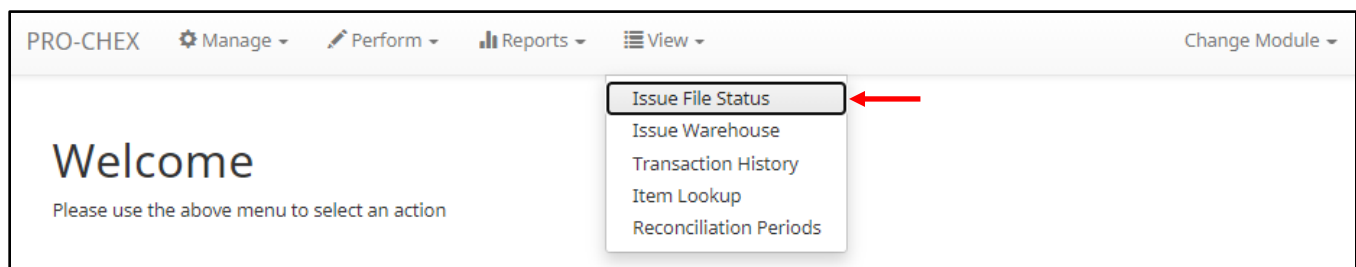 PRO-CHEX Manage Perform Reports View Change Module
Issue File Status
Issue Warehouse
Transaction History
Item Lookup
Reconciliation Periods
Welcome
Please use the above menu to select an action